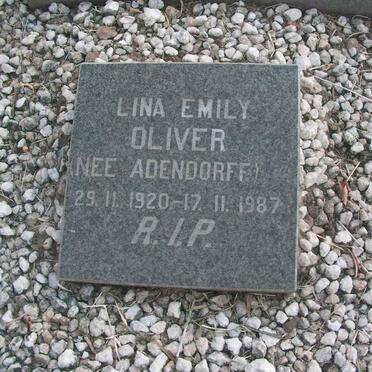 LINA EMILY
OLIVER
(NEE ADENDORFF)
29. 11. 1920-17. 11. 1987
R.I.P.